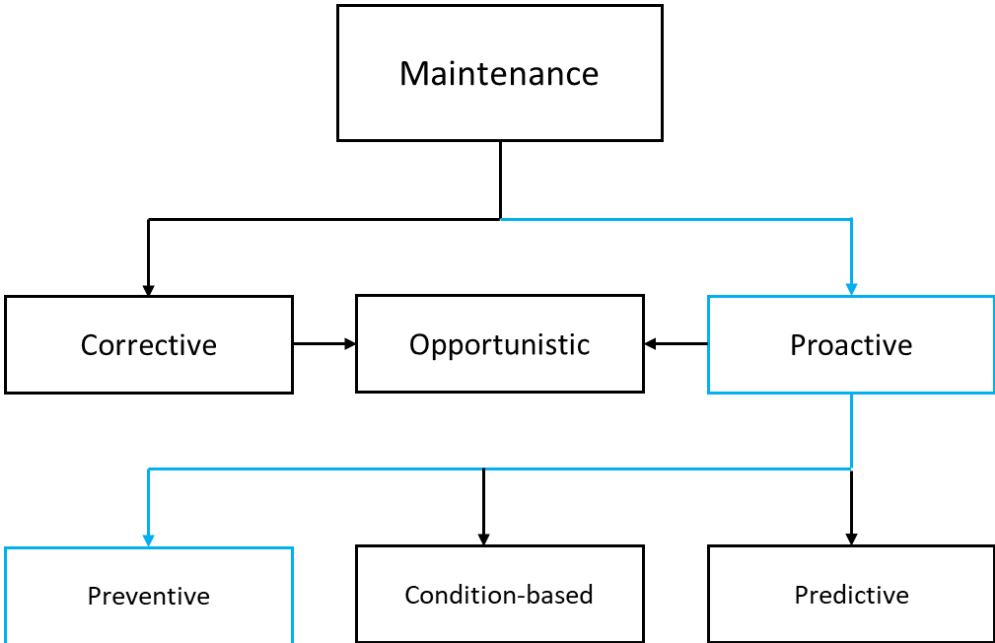 Maintenance
Corrective
Opportunistic
Proactive
Preventive
Condition-based
Predictive